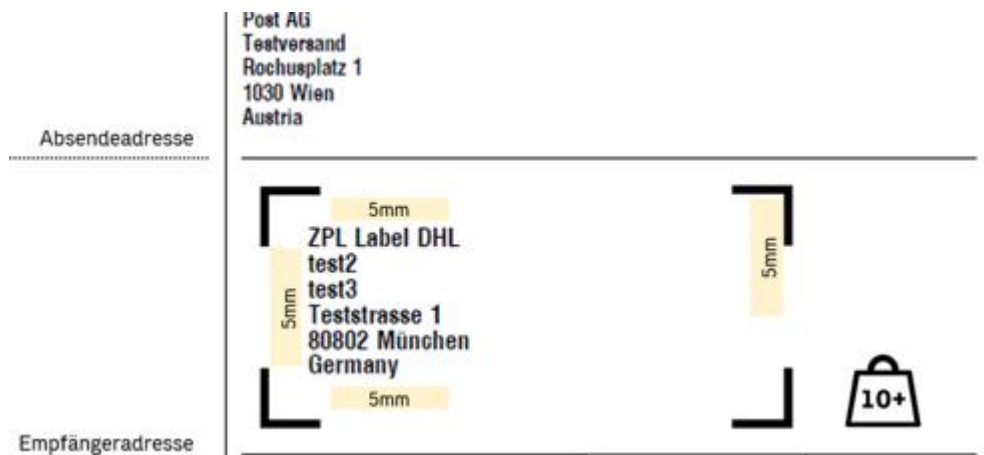 Post AG
Testversand
Rochusplatz 1
1030 Wien
Austria
Absendeadresse
5mm
ZPL Label DHL
test2
test3
Teststrasse 1
80802 München
Germany
5mm
5mm
5mm
10+
Empfängeradresse